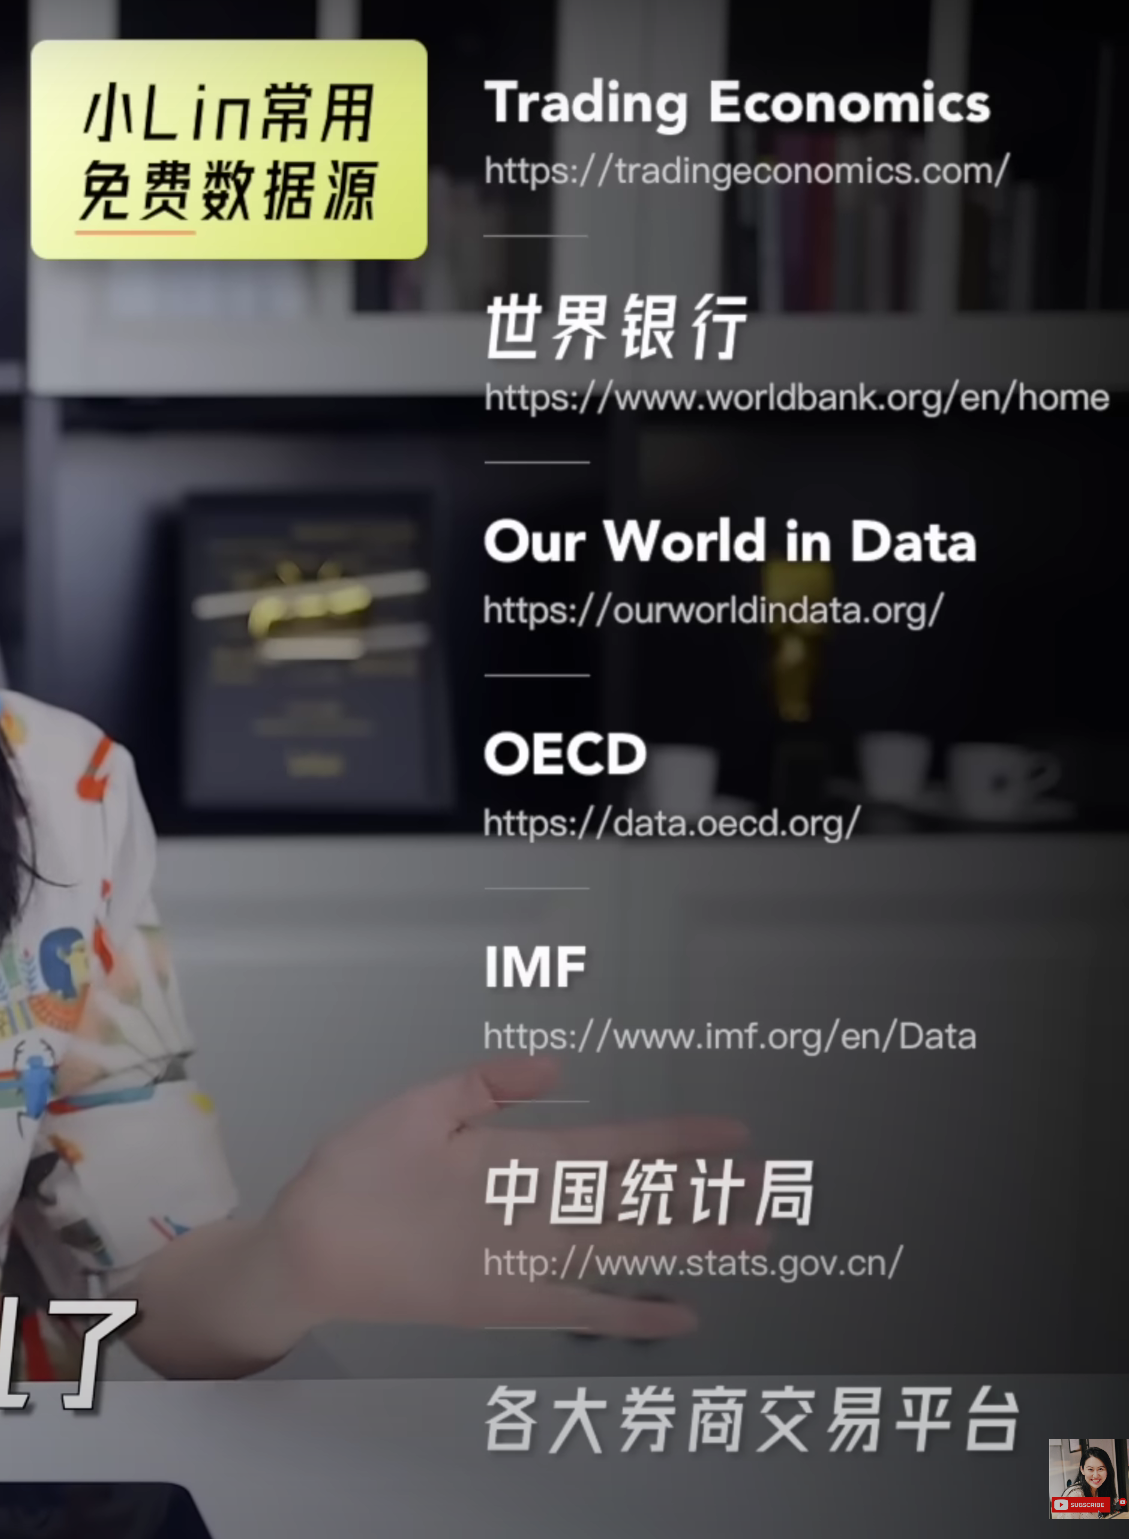 小Lin常用
免费数据源
Trading Economics
https://tradingeconomics.com/
世界银行
https://www.worldbank.org/en/home
Our World in Data
https://ourworldindata.org/
OECD
https://data.oecd.org/
IMF
https://www.imf.org/en/Data
中国统计局
http://www.stats.gov.cn/
了
各大券商交易平台
SUBSCRIBE